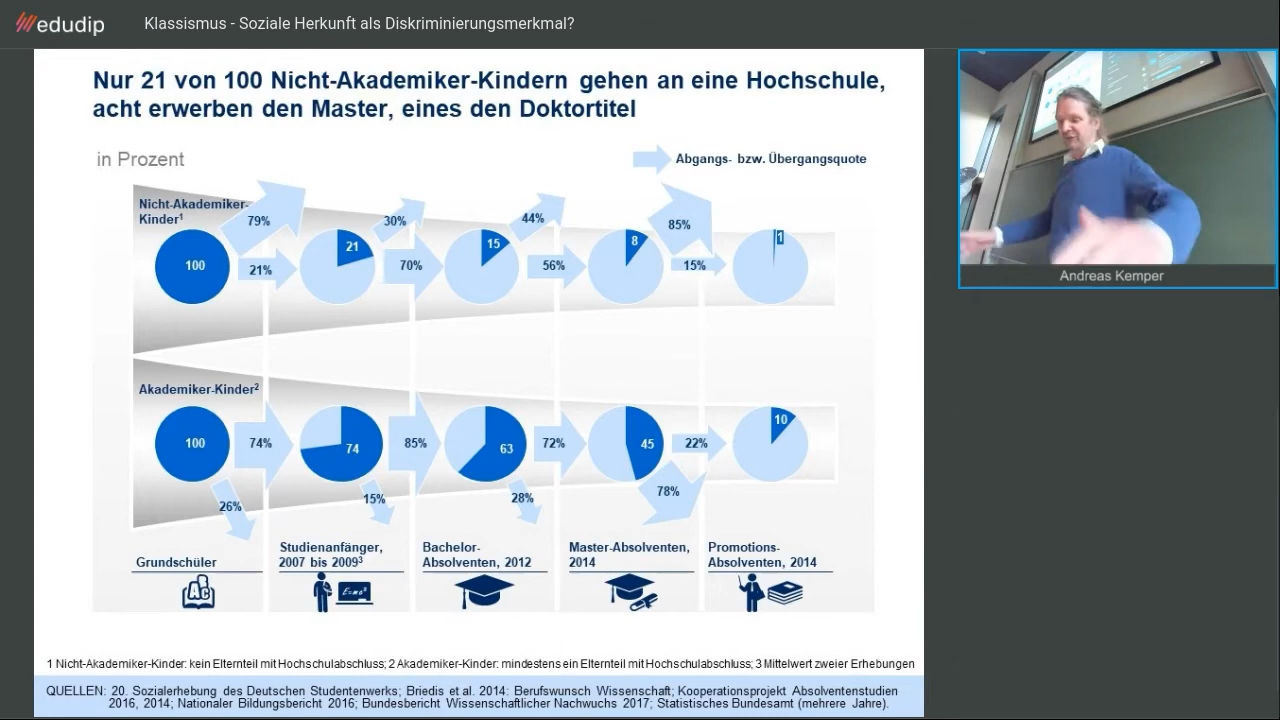 edudip
Klassismus - Soziale Herkunft als Diskriminierungsmerkmal?
Nur 21 von 100 Nicht-Akademiker-Kindern gehen an eine Hochschule,
acht erwerben den Master, eines den Doktortitel
in Prozent
Abgangs- bzw. Übergangsquote
Nicht-Akademiker-
Kinder¹
79%
30%
44%
85%
100
21%
21
70%
15
56%
8
15%
1
Akademiker-Kinder²
100
74%
74
85%
63
72%
45
22%
10
26%
15%
28%
78%
Grundschüler
Studienanfänger,
2007 bis 2009³
Bachelor-
Absolventen, 2012
Master-Absolventen,
2014
Promotions-
Absolventen, 2014
1 Nicht-Akademiker-Kinder: kein Elternteil mit Hochschulabschluss; 2 Akademiker-Kinder: mindestens ein Elternteil mit Hochschulabschluss; 3 Mittelwert zweier Erhebungen
QUELLEN: 20. Sozialerhebung des Deutschen Studentenwerks; Briedis et al. 2014: Berufswunsch Wissenschaft; Kooperationsprojekt Absolventenstudien
2016, 2014; Nationaler Bildungsbericht 2016; Bundesbericht Wissenschaftlicher Nachwuchs 2017; Statistisches Bundesamt (mehrere Jahre).
Andreas Kemper